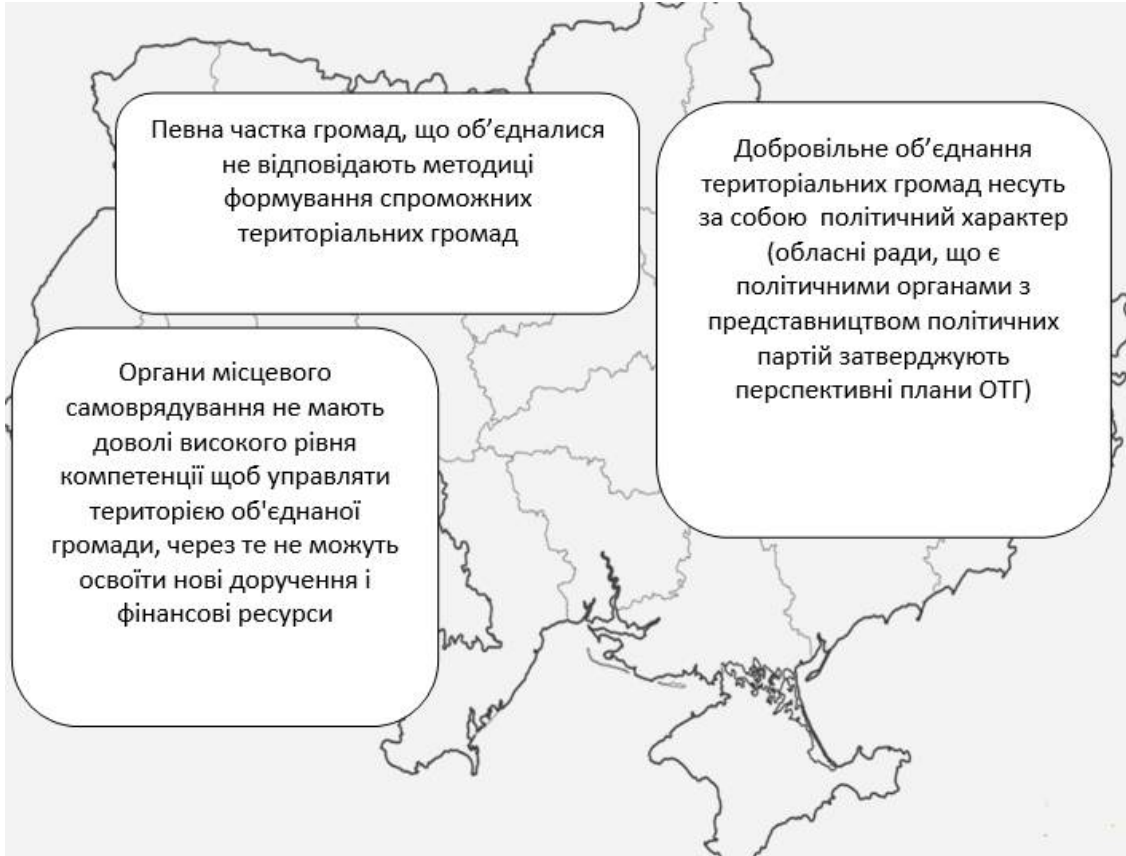 Певна частка громад, що об’єдналися
не відповідають методиці
формування спроможних
територіальних громад
Добровільне об’єднання
територіальних громад несуть
за собою політичний характер
(обласні ради, що є
політичними органами з
представництвом політичних
партій затверджують
перспективні плани ОТГ)
Органи місцевого
самоврядування не мають
доволі високого рівня
компетенції щоб управляти
територією об'єднаної
громади, через те не можуть
освоїти нові доручення і
фінансові ресурси